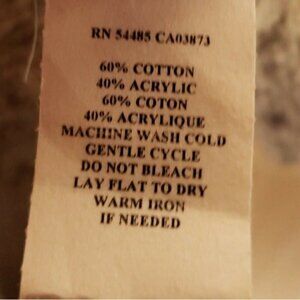 RN 54485 CA03873
60% COTTON
40% ACRYLIC
60% COTON
40% ACRYLIQUE
MACHINE WASH COLD
GENTLE CYCLE
DO NOT BLEACH
LAY FLAT TO DRY
WARM IRON
IF NEEDED